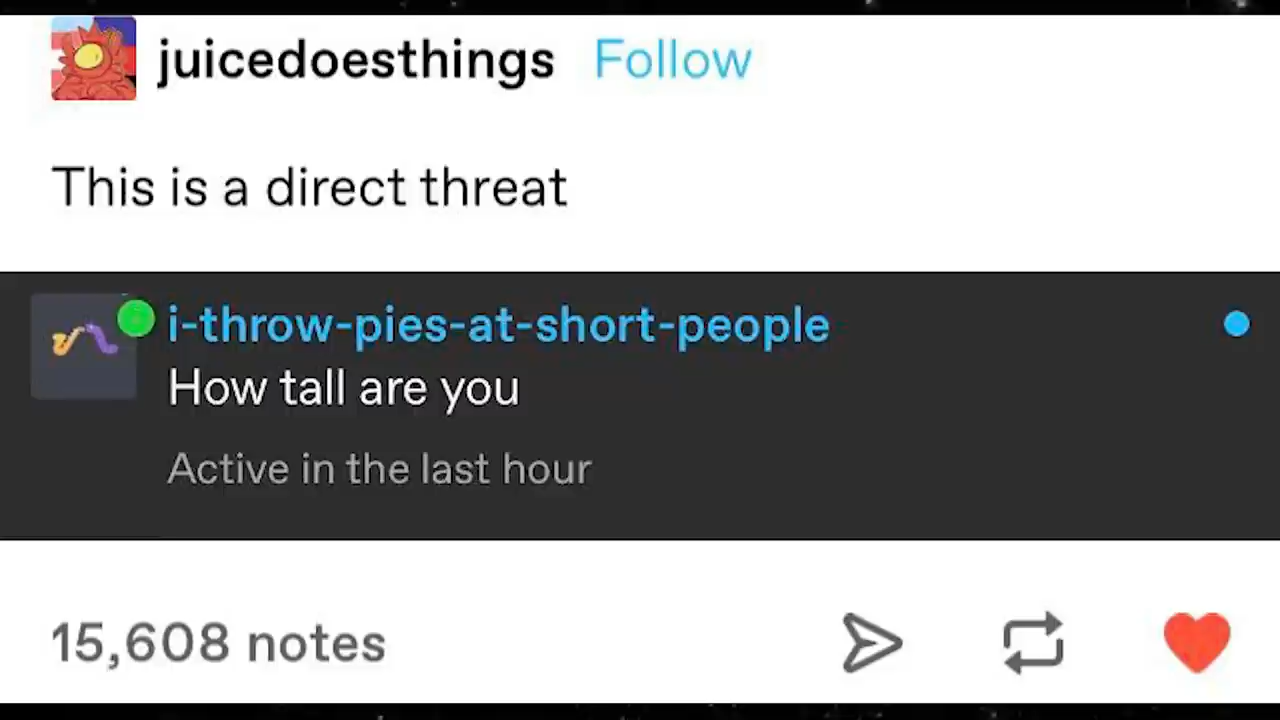 juicedoesthings Follow
This is a direct threat
i-throw-pies-at-short-people
How tall are you
Active in the last hour
15,608 notes